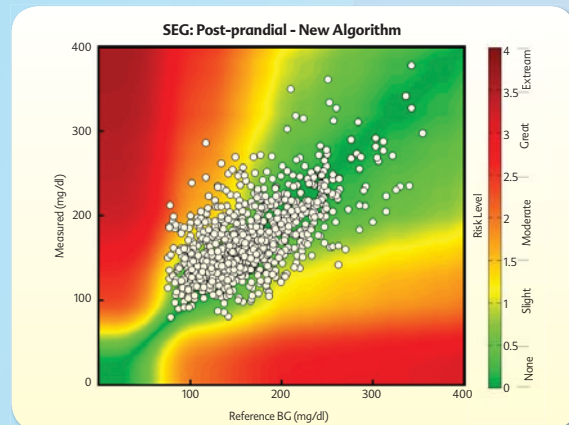 SEG: Post-prandial - New Algorithm
400
300
200
100
0
Measured (mg/dl)
100
200
300
400
Reference BG (mg/dl)
4
3.5
3
2.5
2
1.5
1
0.5
0
Risk Level
Extream
Great
Moderate
Slight
None